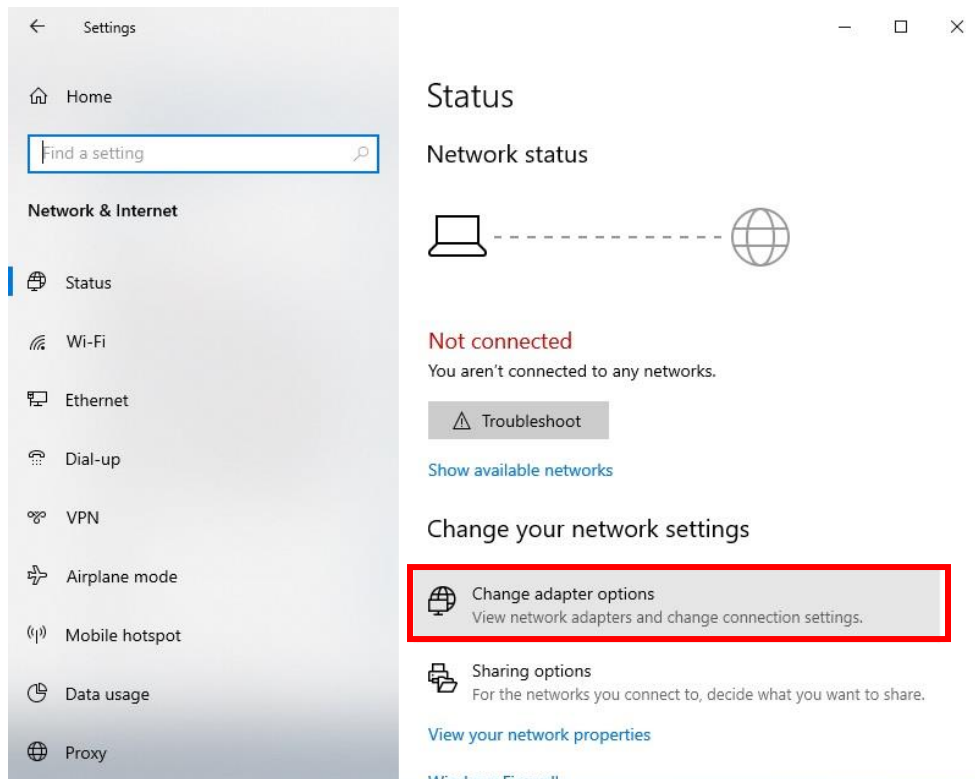 Settings
Home
Find a setting
Network & Internet
Status
Wi-Fi
Ethernet
Dial-up
VPN
Airplane mode
Mobile hotspot
Data usage
Proxy
Status
Network status
Not connected
You aren't connected to any networks.
Troubleshoot
Show available networks
Change your network settings
Change adapter options
View network adapters and change connection settings.
Sharing options
For the networks you connect to, decide what you want to share.
View your network properties
Windows Firewall